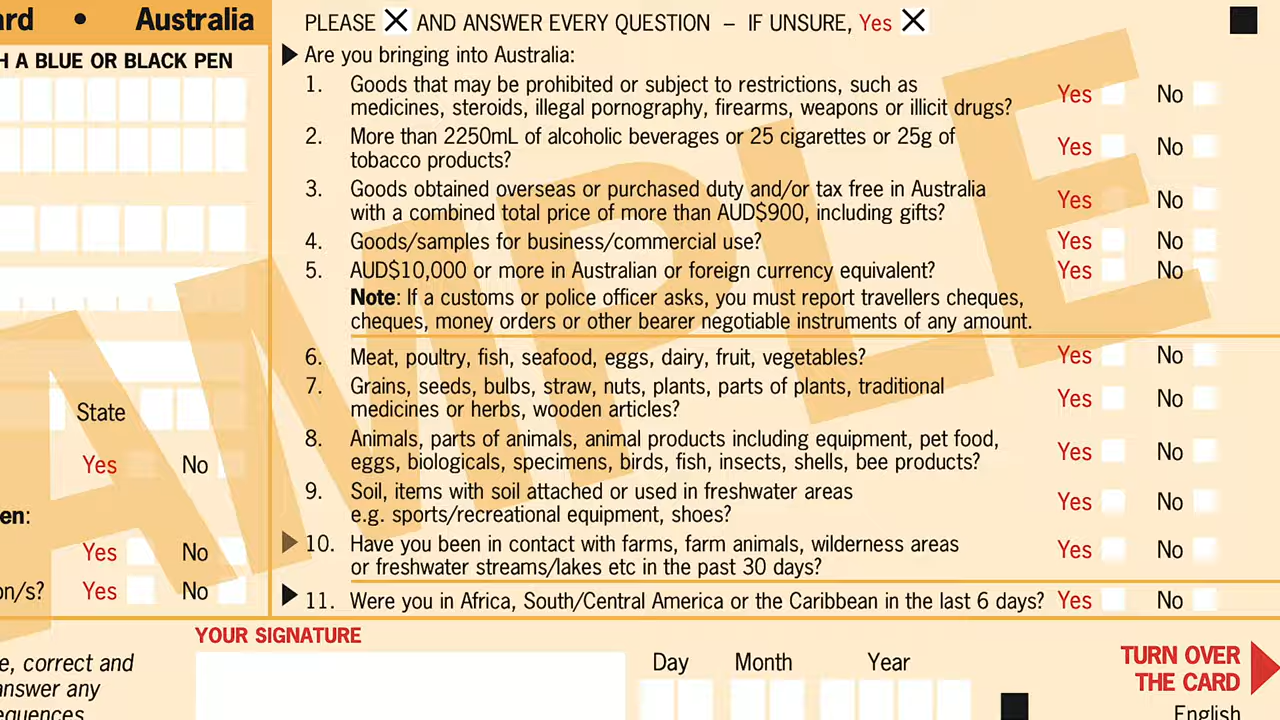 rd • Australia
H A BLUE OR BLACK PEN
State
Yes No
en:
Yes No
on/s? Yes No
PLEASE X AND ANSWER EVERY QUESTION – IF UNSURE, Yes X
Are you bringing into Australia:
1. Goods that may be prohibited or subject to restrictions, such as
medicines, steroids, illegal pornography, firearms, weapons or illicit drugs? Yes No
2. More than 2250mL of alcoholic beverages or 25 cigarettes or 25g of
tobacco products? Yes No
3. Goods obtained overseas or purchased duty and/or tax free in Australia
with a combined total price of more than AUD$900, including gifts? Yes No
4. Goods/samples for business/commercial use? Yes No
5. AUD$10,000 or more in Australian or foreign currency equivalent? Yes No
Note: If a customs or police officer asks, you must report travellers cheques,
cheques, money orders or other bearer negotiable instruments of any amount.
6. Meat, poultry, fish, seafood, eggs, dairy, fruit, vegetables? Yes No
7. Grains, seeds, bulbs, straw, nuts, plants, parts of plants, traditional
medicines or herbs, wooden articles? Yes No
8. Animals, parts of animals, animal products including equipment, pet food,
eggs, biologicals, specimens, birds, fish, insects, shells, bee products? Yes No
9. Soil, items with soil attached or used in freshwater areas
e.g. sports/recreational equipment, shoes? Yes No
10. Have you been in contact with farms, farm animals, wilderness areas
or freshwater streams/lakes etc in the past 30 days? Yes No
11. Were you in Africa, South/Central America or the Caribbean in the last 6 days? Yes No
AMPLE
e, correct and
answer any
equences.
YOUR SIGNATURE
Day Month Year
TURN OVER
THE CARD
English